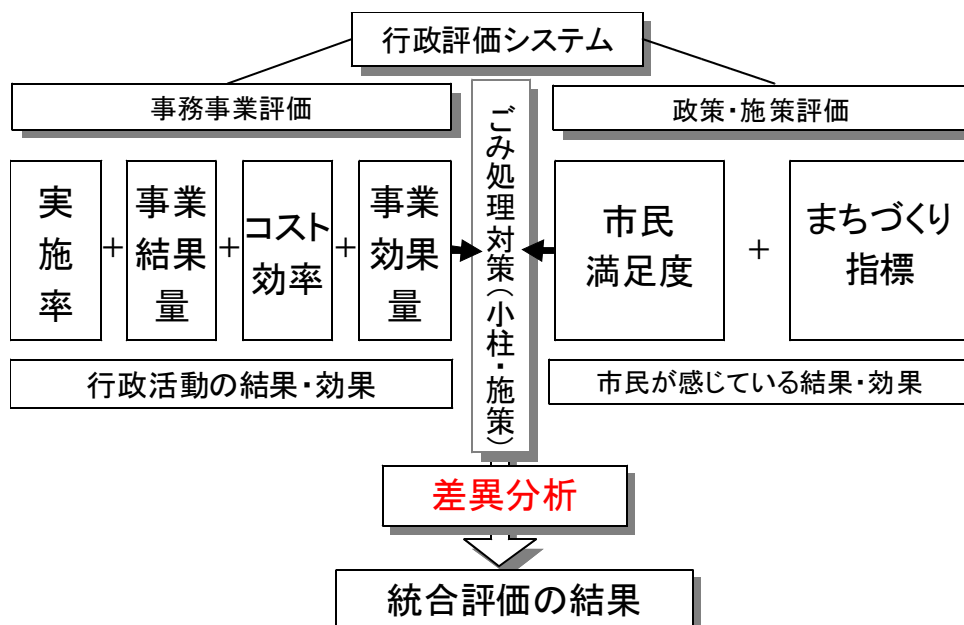 行政評価システム
事務事業評価
政策・施策評価
ごみ処理対策(小柱・施策)
実
施
率
+
事業
結果
量
+
コスト
効率
+
事業
効果
量
市民
満足度
+
まちづくり
指標
行政活動の結果・効果
市民が感じている結果・効果
差異分析
統合評価の結果